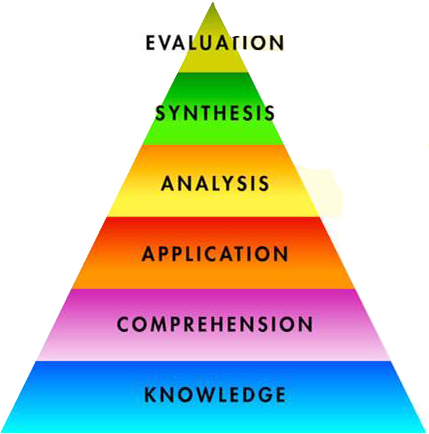 EVALUATION
SYNTHESIS
ANALYSIS
APPLICATION
COMPREHENSION
KNOWLEDGE